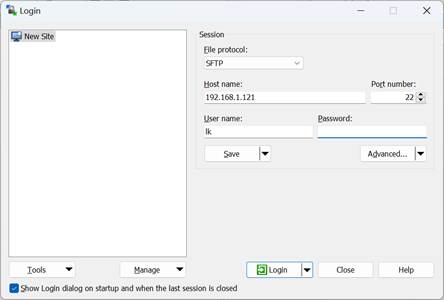 Login
New Site
Session
File protocol:
SFTP
Host name:
Port number:
192.168.1.121
22
User name:
Password:
lk
Save
Advanced...
Tools
Manage
Login
Close
Help
Show Login dialog on startup and when the last session is closed